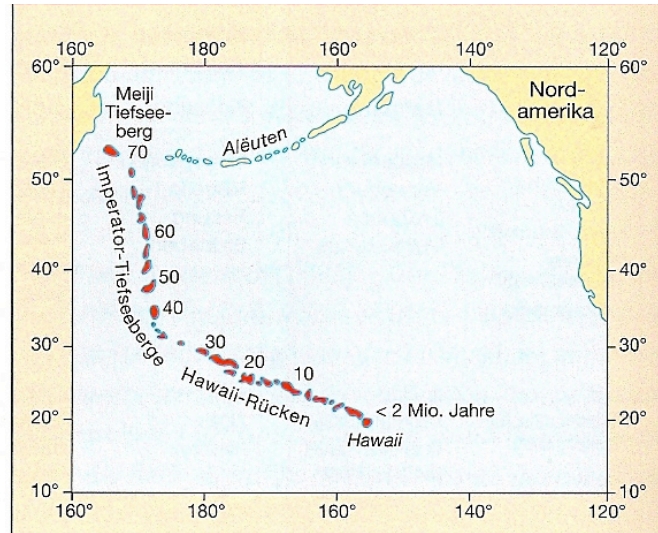 160° 180° 160° 140° 120°
60° 60°
Meiji
Tiefsee-
berg
Nord-
amerika
Alëuten
70
50° 50°
Imperator-Tiefseeberge
60
50
40° 40°
40
30° 30°
30
20
10
Hawaii-Rücken
< 2 Mio. Jahre
20° 20°
Hawaii
10° 10°
160° 180° 160° 140° 120°